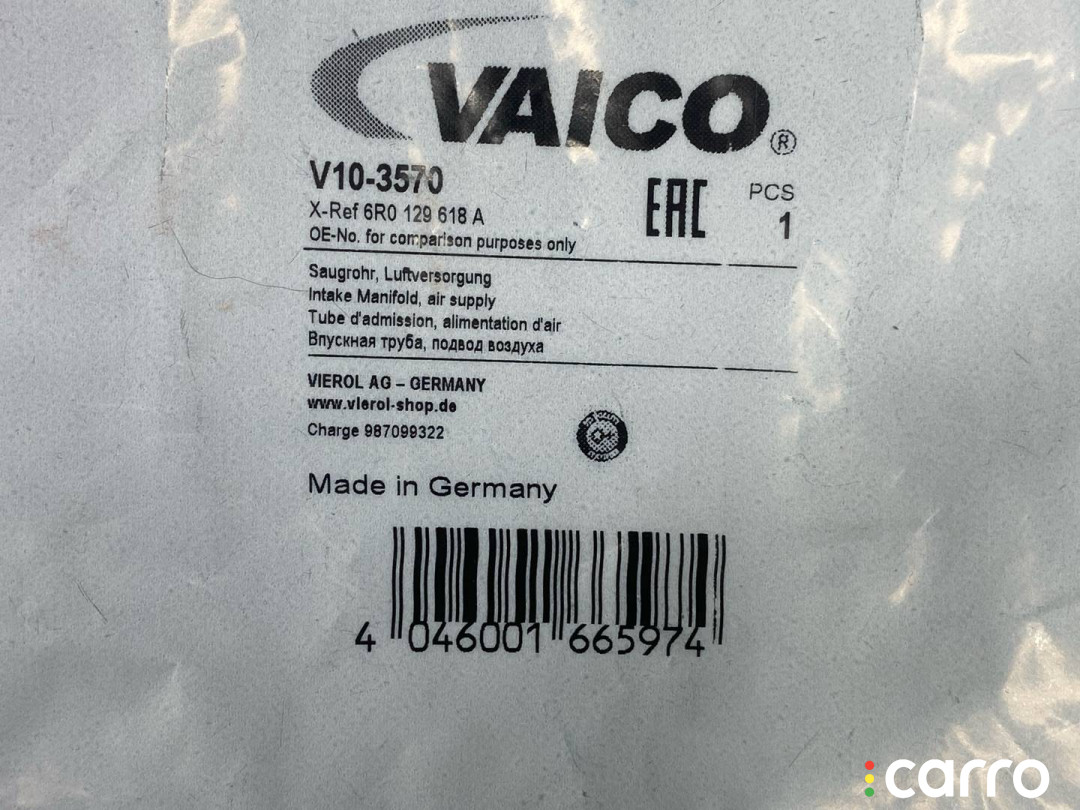 VAICO®
V10-3570
X-Ref 6R0 129 618 A
OE-No. for comparison purposes only
EAC
PCS
1
Saugrohr, Luftversorgung
Intake Manifold, air supply
Tube d'admission, alimentation d'air
Впускная труба, подвод воздуха
VIEROL AG – GERMANY
www.vierol-shop.de
Charge 987099322
Made in Germany
4 046001 665974
carro